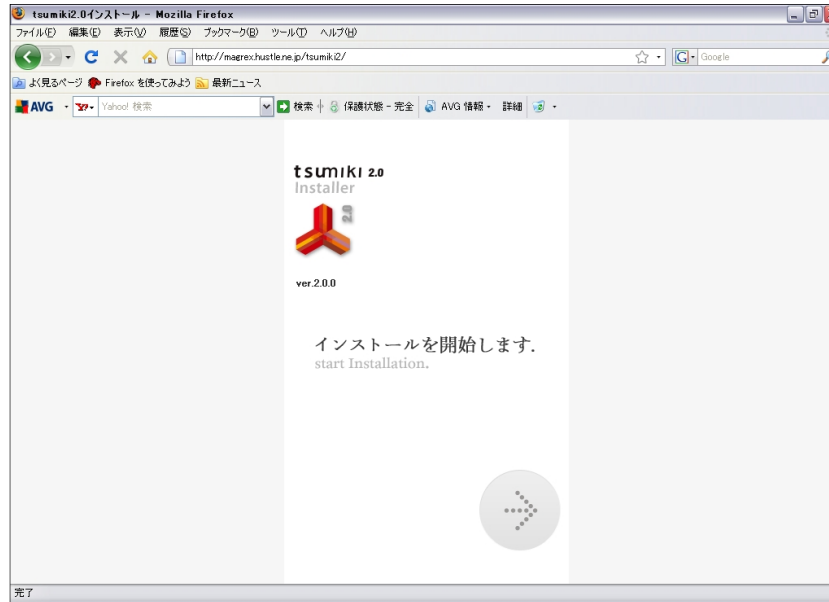 tsumiki2.0インストール - Mozilla Firefox
ファイル(F) 編集(E) 表示(V) 履歴(S) ブックマーク(B) ツール(T) ヘルプ(H)
http://magrex.hustle.ne.jp/tsumiki2/
Google
よく見るページ Firefox を使ってみよう 最新ニュース
AVG Yahoo! 検索 検索 保護状態 - 完全 AVG 情報 詳細
tsumiki 2.0
Installer
2.0
ver.2.0.0
インストールを開始します.
start Installation.
完了